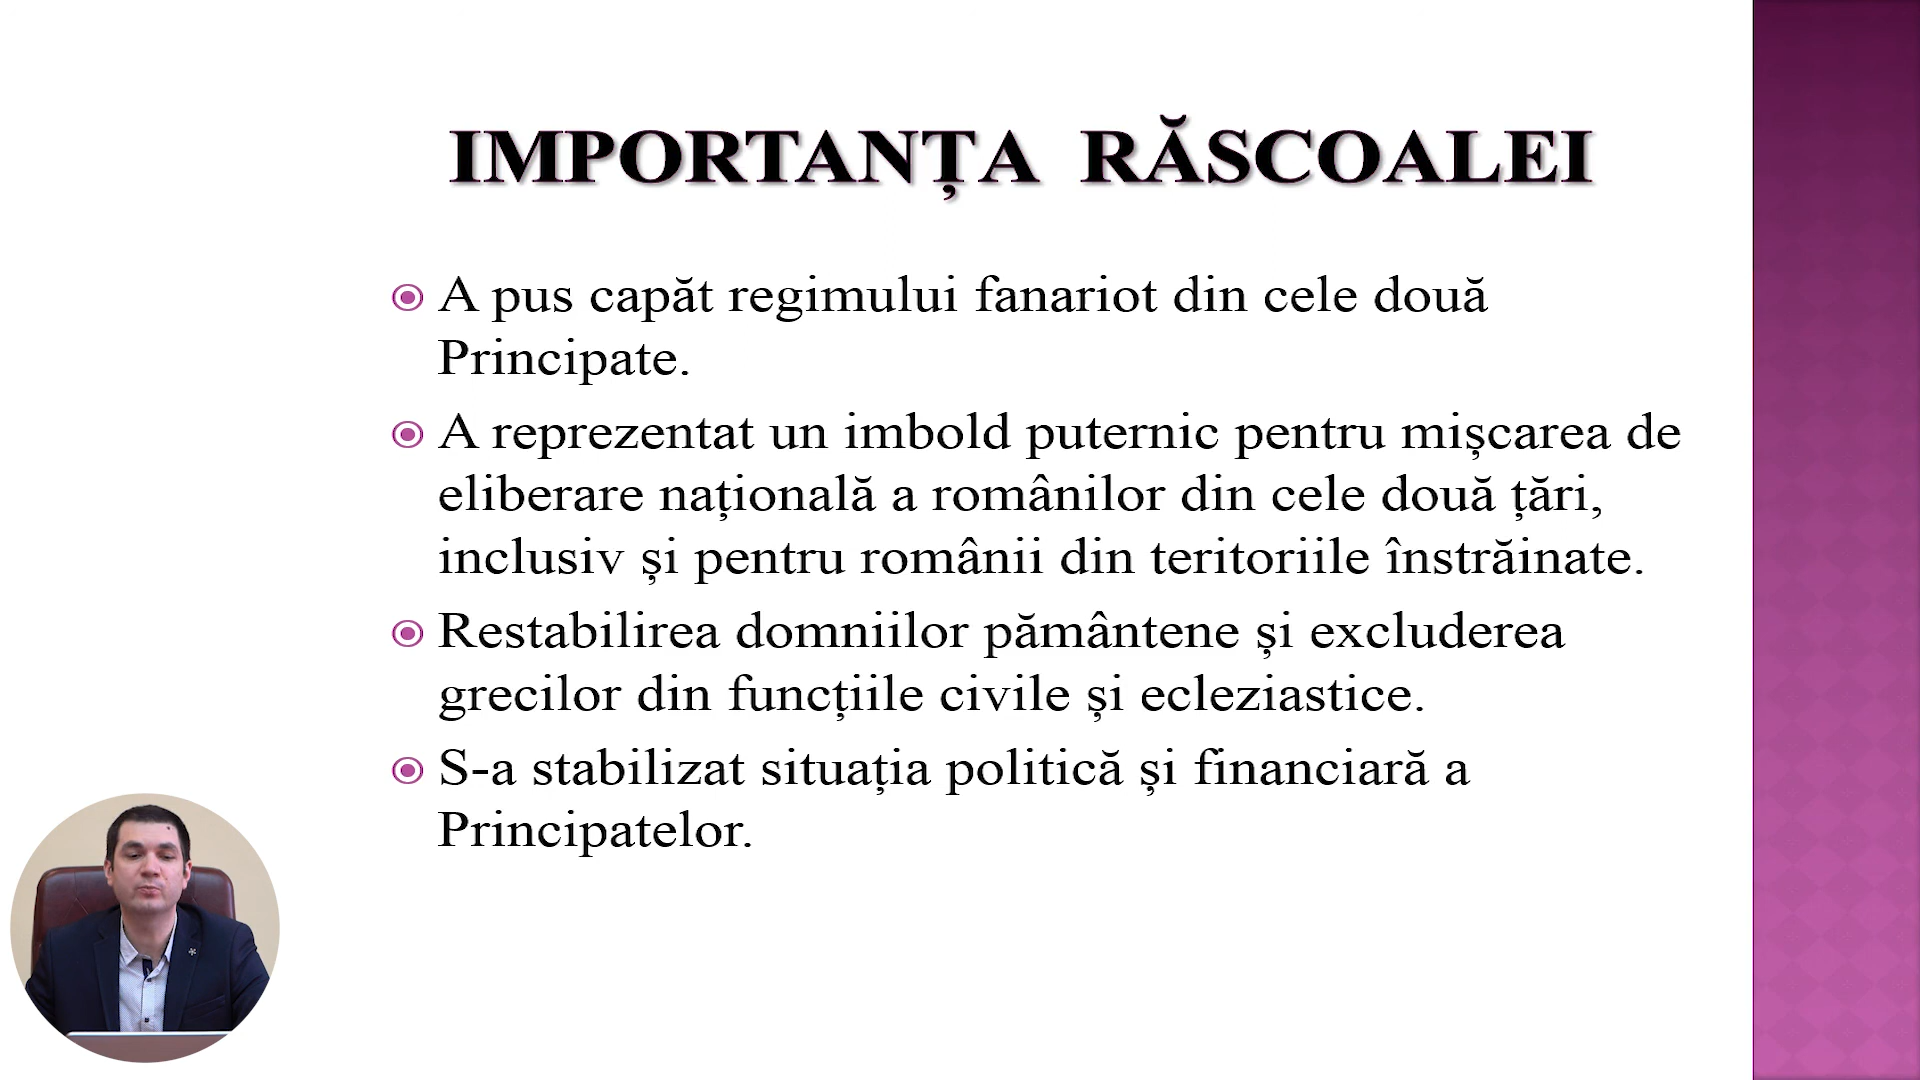 IMPORTANȚA RĂSCOALEI
A pus capăt regimului fanariot din cele două
Principate.
A reprezentat un imbold puternic pentru mișcarea de
eliberare națională a românilor din cele două țări,
inclusiv și pentru românii din teritoriile înstrăinate.
Restabilirea domniilor pământene și excluderea
grecilor din funcțiile civile și ecleziastice.
S-a stabilizat situația politică și financiară a
Principatelor.